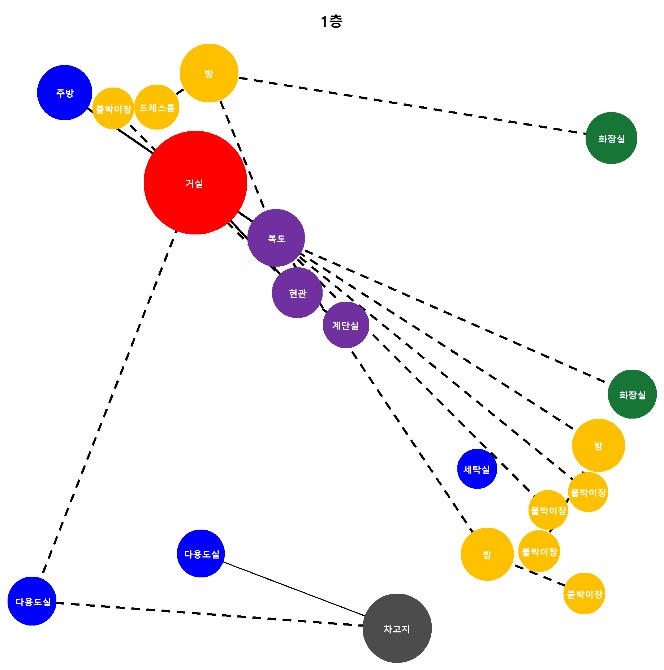 1층
방
주방
붙박이장
드레스룸
화장실
거실
복도
현관
계단실
화장실
방
세탁실
붙박이장
붙박이장
붙박이장
방
다용도실
붙박이장
다용도실
차고지